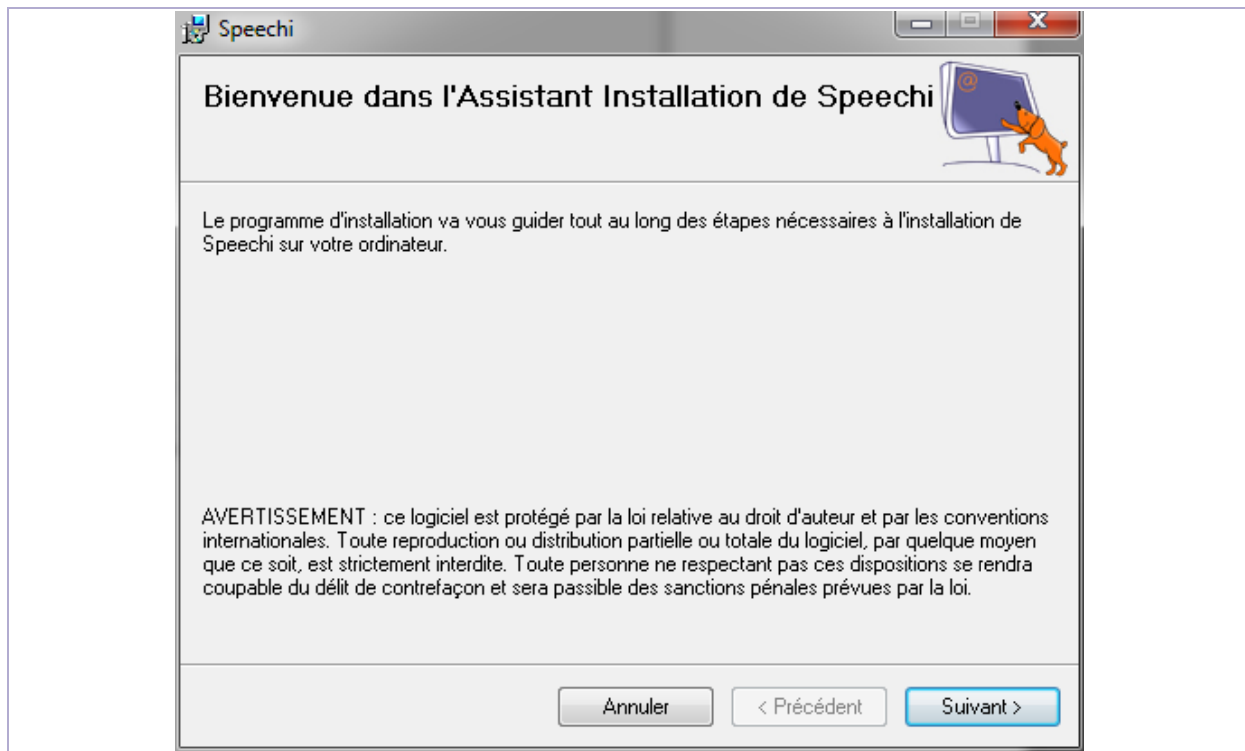 Speechi
Bienvenue dans l'Assistant Installation de Speechi
@
Le programme d'installation va vous guider tout au long des étapes nécessaires à l'installation de
Speechi sur votre ordinateur.
AVERTISSEMENT : ce logiciel est protégé par la loi relative au droit d'auteur et par les conventions
internationales. Toute reproduction ou distribution partielle ou totale du logiciel, par quelque moyen
que ce soit, est strictement interdite. Toute personne ne respectant pas ces dispositions se rendra
coupable du délit de contrefaçon et sera passible des sanctions pénales prévues par la loi.
Annuler < Précédent Suivant >